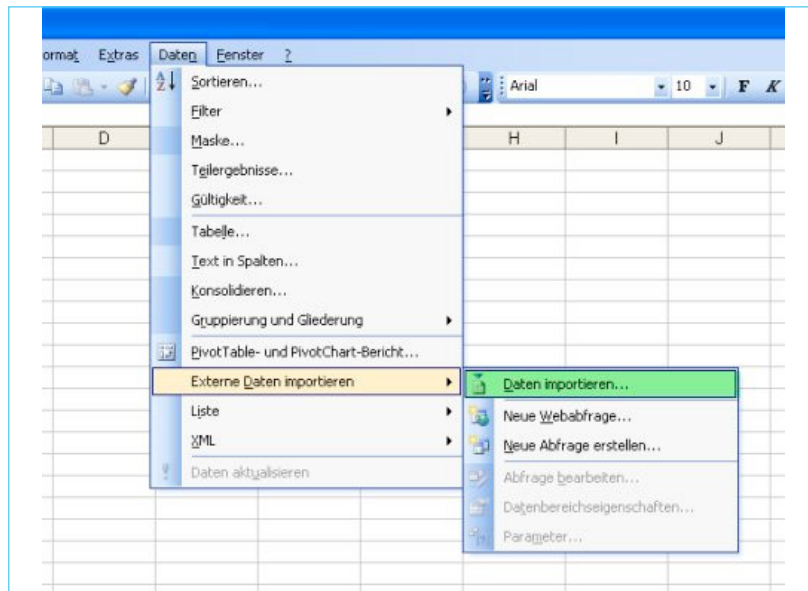 ormat Extras Daten Fenster ?
Arial 10 F K
D H I J
Sortieren...
Filter
Maske...
Teilergebnisse...
Gültigkeit...
Tabelle...
Text in Spalten...
Konsolidieren...
Gruppierung und Gliederung
PivotTable- und PivotChart-Bericht...
Externe Daten importieren
Liste
XML
Daten aktualisieren
Daten importieren...
Neue Webabfrage...
Neue Abfrage erstellen...
Abfrage bearbeiten...
Datenbereichseigenschaften...
Parameter...